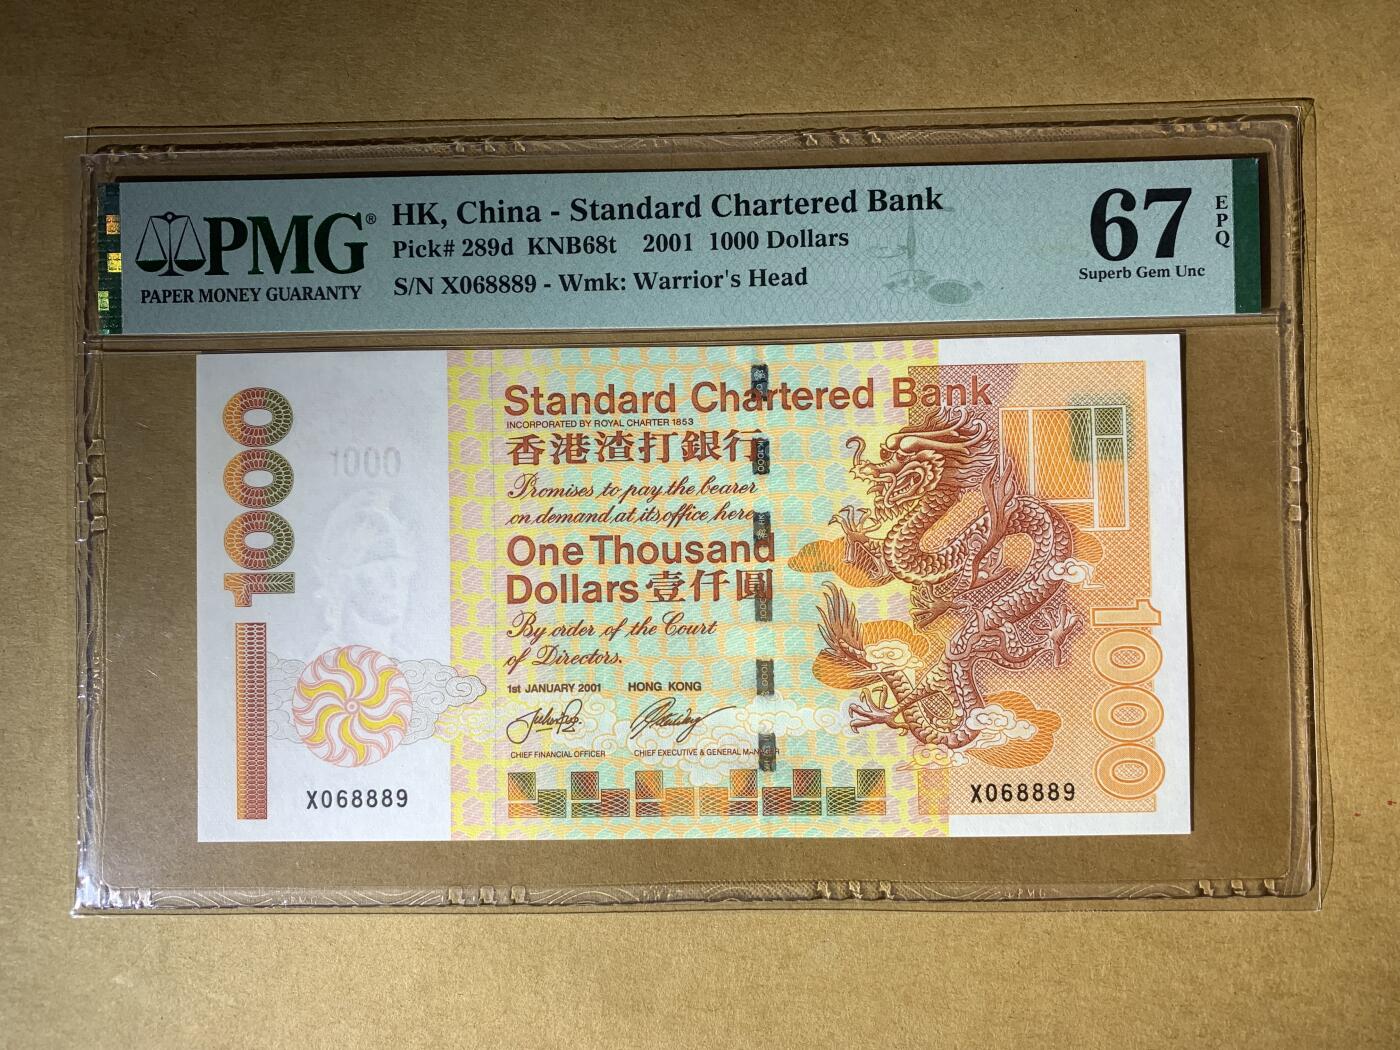 PMG®
PAPER MONEY GUARANTY
HK, China - Standard Chartered Bank
Pick# 289d KNB68t 2001 1000 Dollars
S/N X068889 - Wmk: Warrior's Head
67
EPQ
Superb Gem Unc
1000
1000
Standard Chartered Bank
INCORPORATED BY ROYAL CHARTER 1853
香港渣打銀行
Promises to pay the bearer
on demand at its office here
One Thousand
Dollars 壹仟圓
By order of the Court
of Directors.
1st JANUARY 2001 HONG KONG
CHIEF FINANCIAL OFFICER CHIEF EXECUTIVE & GENERAL MANAGER
X068889
X068889
1000